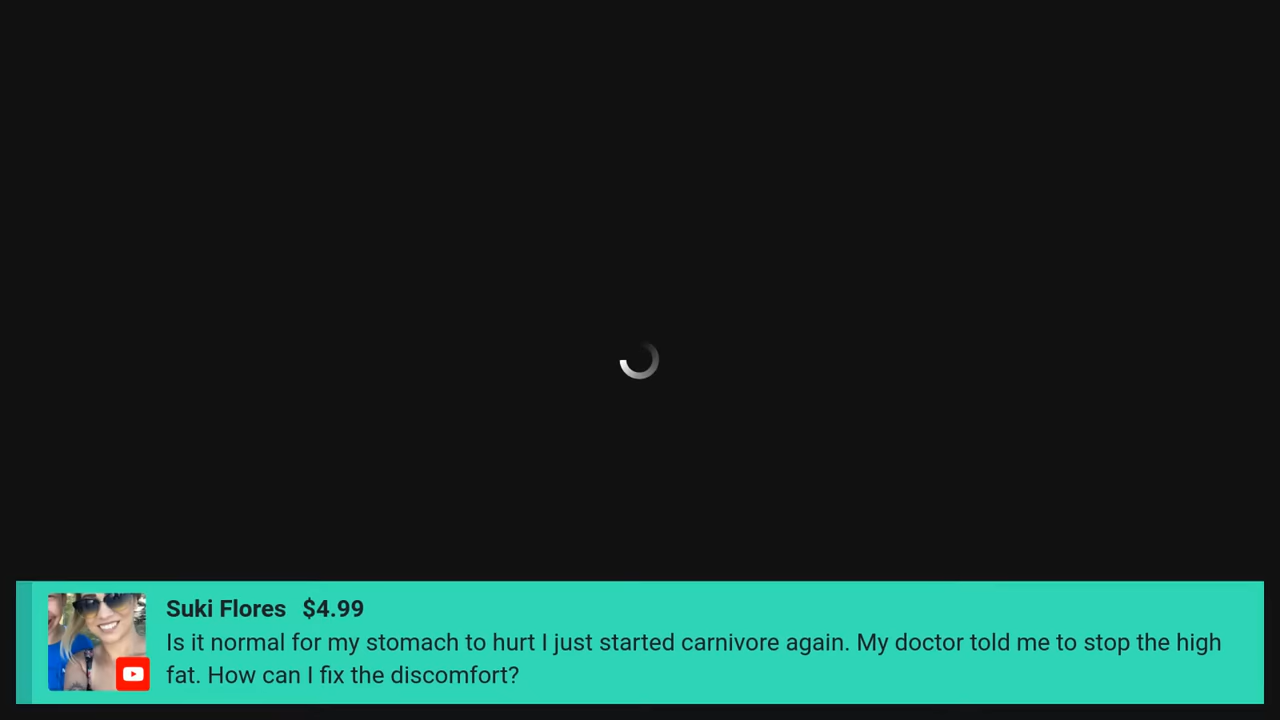 Suki Flores $4.99
Is it normal for my stomach to hurt I just started carnivore again. My doctor told me to stop the high
fat. How can I fix the discomfort?